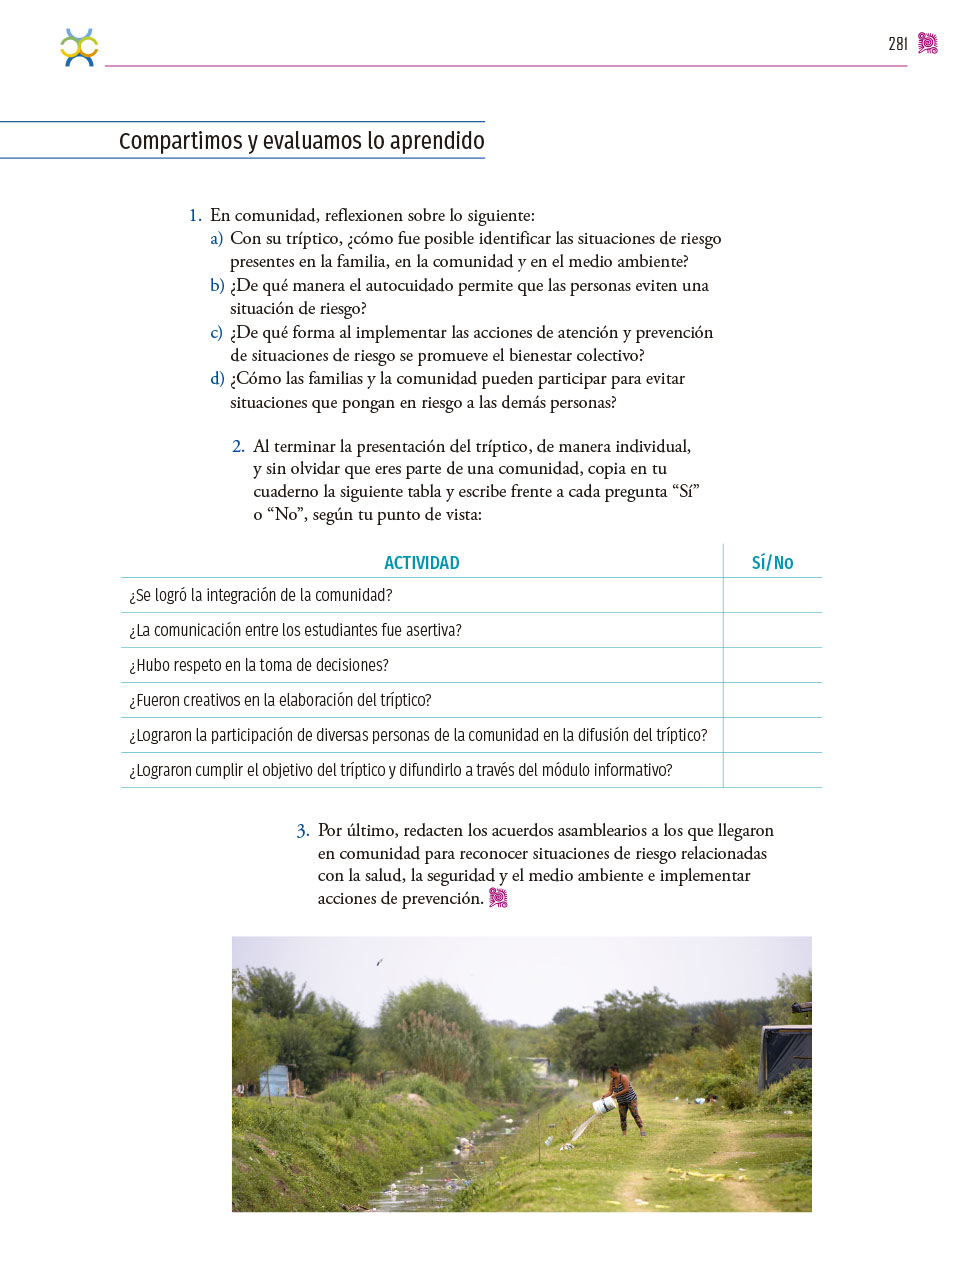 281
Compartimos y evaluamos lo aprendido
1. En comunidad, reflexionen sobre lo siguiente:
a) Con su tríptico, ¿cómo fue posible identificar las situaciones de riesgo
presentes en la familia, en la comunidad y en el medio ambiente?
b) ¿De qué manera el autocuidado permite que las personas eviten una
situación de riesgo?
c) ¿De qué forma al implementar las acciones de atención y prevención
de situaciones de riesgo se promueve el bienestar colectivo?
d) ¿Cómo las familias y la comunidad pueden participar para evitar
situaciones que pongan en riesgo a las demás personas?
2. Al terminar la presentación del tríptico, de manera individual,
y sin olvidar que eres parte de una comunidad, copia en tu
cuaderno la siguiente tabla y escribe frente a cada pregunta “Sí”
o “No”, según tu punto de vista:
ACTIVIDAD Sí/No
¿Se logró la integración de la comunidad?
¿La comunicación entre los estudiantes fue asertiva?
¿Hubo respeto en la toma de decisiones?
¿Fueron creativos en la elaboración del tríptico?
¿Lograron la participación de diversas personas de la comunidad en la difusión del tríptico?
¿Lograron cumplir el objetivo del tríptico y difundirlo a través del módulo informativo?
3. Por último, redacten los acuerdos asamblearios a los que llegaron
en comunidad para reconocer situaciones de riesgo relacionadas
con la salud, la seguridad y el medio ambiente e implementar
acciones de prevención.